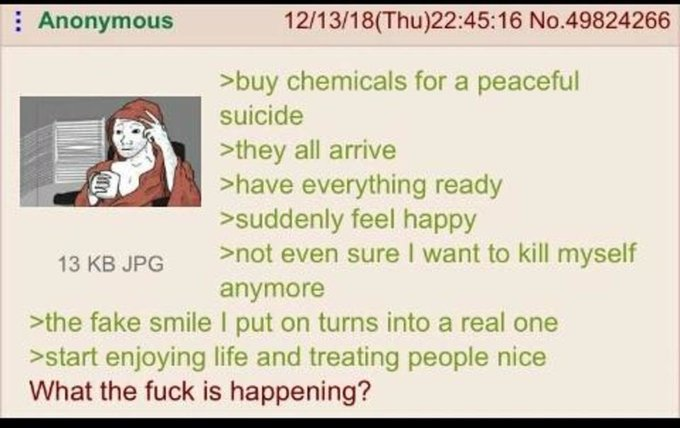 Anonymous 12/13/18(Thu)22:45:16 No.49824266
>buy chemicals for a peaceful
suicide
>they all arrive
>have everything ready
>suddenly feel happy
>not even sure I want to kill myself
anymore
13 KB JPG
>the fake smile I put on turns into a real one
>start enjoying life and treating people nice
What the fuck is happening?